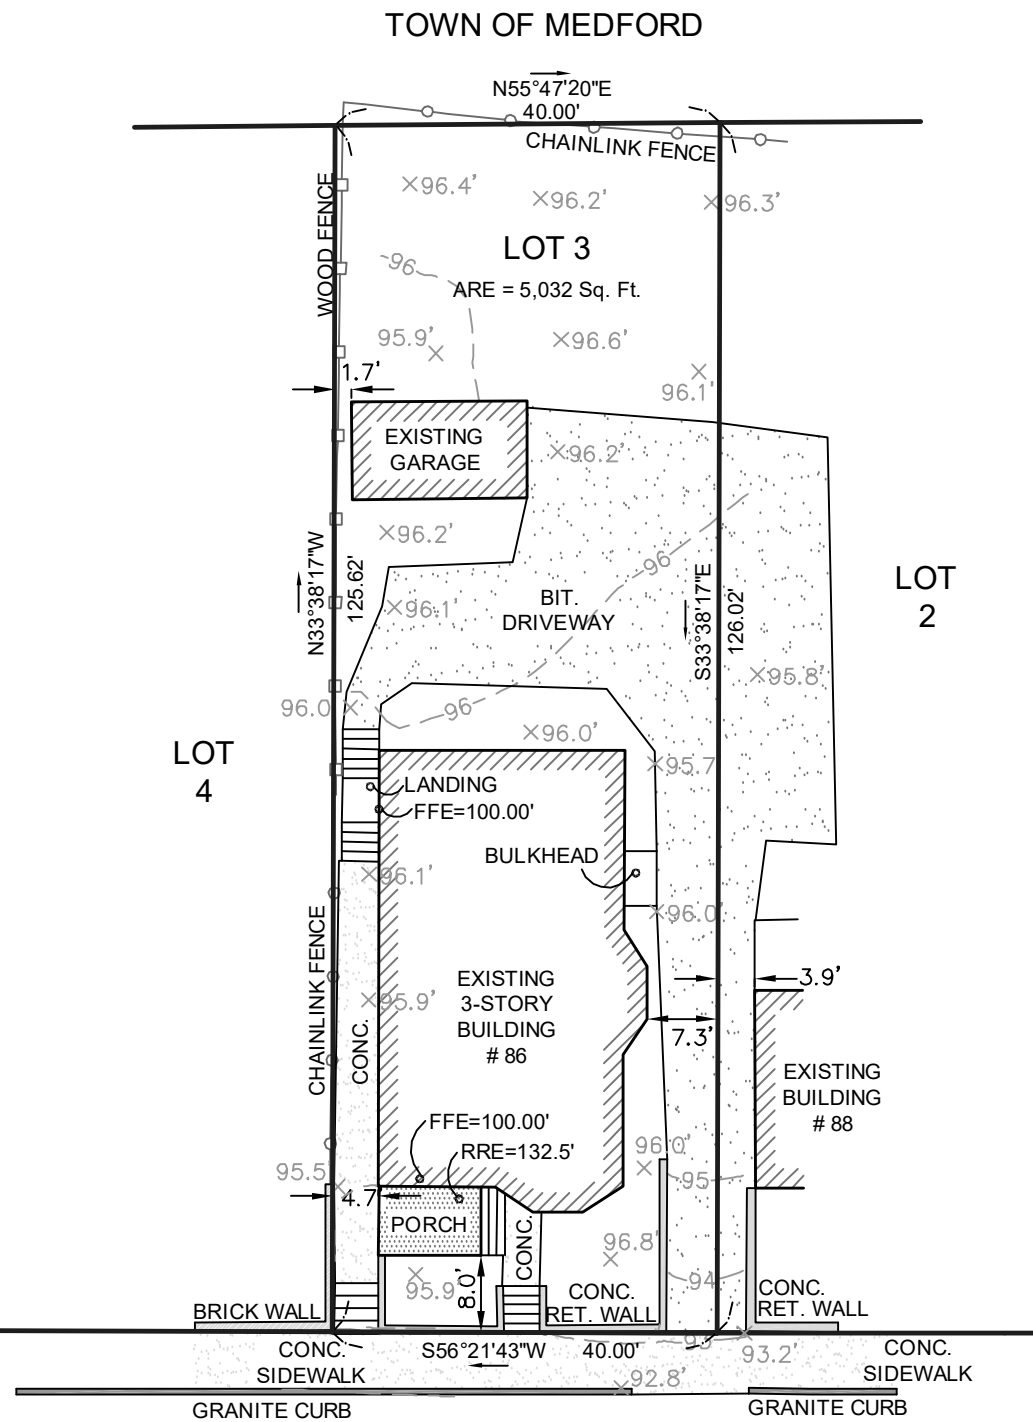 TOWN OF MEDFORD
N55°47'20"E
40.00'
CHAINLINK FENCE
WOOD FENCE
96.4'
96.2'
96.3'
LOT 3
96
ARE = 5,032 Sq. Ft.
95.9'
96.6'
1.7'
96.1'
EXISTING
GARAGE
96.2'
96.2'
N33°38'17"W
125.62'
96
S33°38'17"E
126.02'
LOT
2
96.1'
BIT.
DRIVEWAY
95.8'
96.0
96
96.0'
LOT
4
95.7
LANDING
FFE=100.00'
BULKHEAD
96.1'
96.0'
CHAINLINK FENCE
CONC.
95.9'
EXISTING
3-STORY
BUILDING
# 86
3.9'
7.3'
EXISTING
BUILDING
# 88
FFE=100.00'
RRE=132.5'
96.0'
95.5
95
4.7'
PORCH
CONC.
96.8'
95.9'
8.0'
94
CONC.
RET. WALL
CONC.
RET. WALL
BRICK WALL
93
93.2'
S56°21'43"W
40.00'
CONC.
SIDEWALK
CONC.
SIDEWALK
92.8'
GRANITE CURB
GRANITE CURB